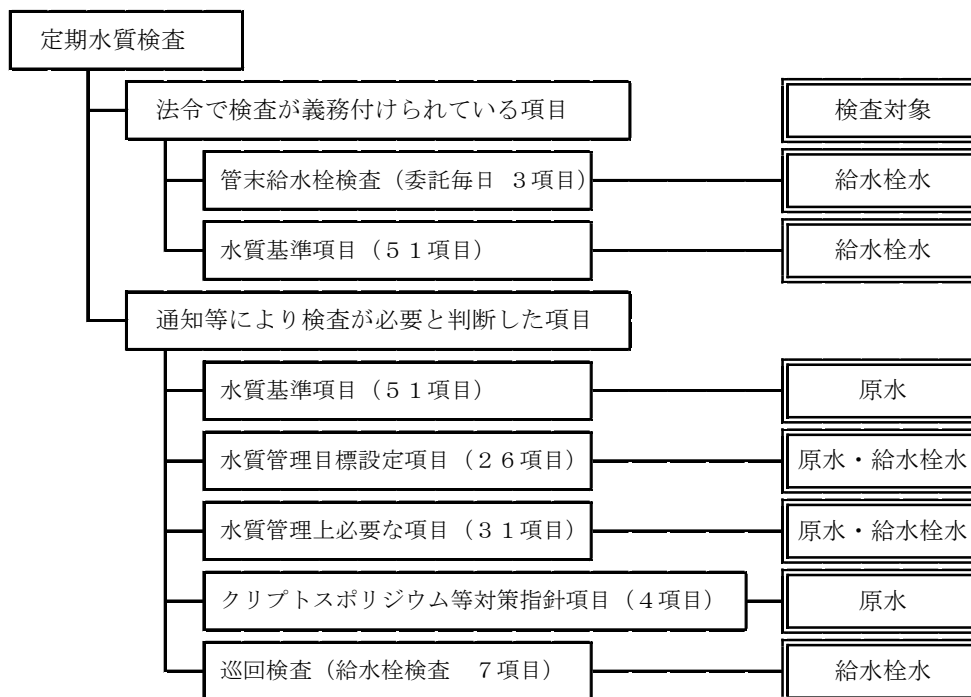 定期水質検査
法令で検査が義務付けられている項目
検査対象
管末給水栓検査（委託毎日 ３項目）
給水栓水
水質基準項目（５１項目）
給水栓水
通知等により検査が必要と判断した項目
水質基準項目（５１項目）
原水
水質管理目標設定項目（２６項目）
原水・給水栓水
水質管理上必要な項目（３１項目）
原水・給水栓水
クリプトスポリジウム等対策指針項目（４項目）
原水
巡回検査（給水栓検査　７項目）
給水栓水